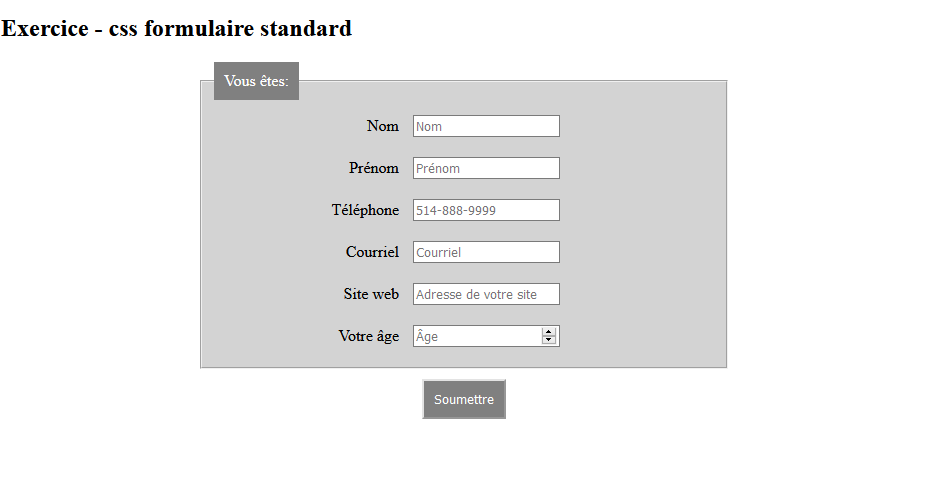 Exercice - css formulaire standard
Vous êtes:
Nom Nom
Prénom Prénom
Téléphone 514-888-9999
Courriel Courriel
Site web Adresse de votre site
Votre âge Âge
Soumettre